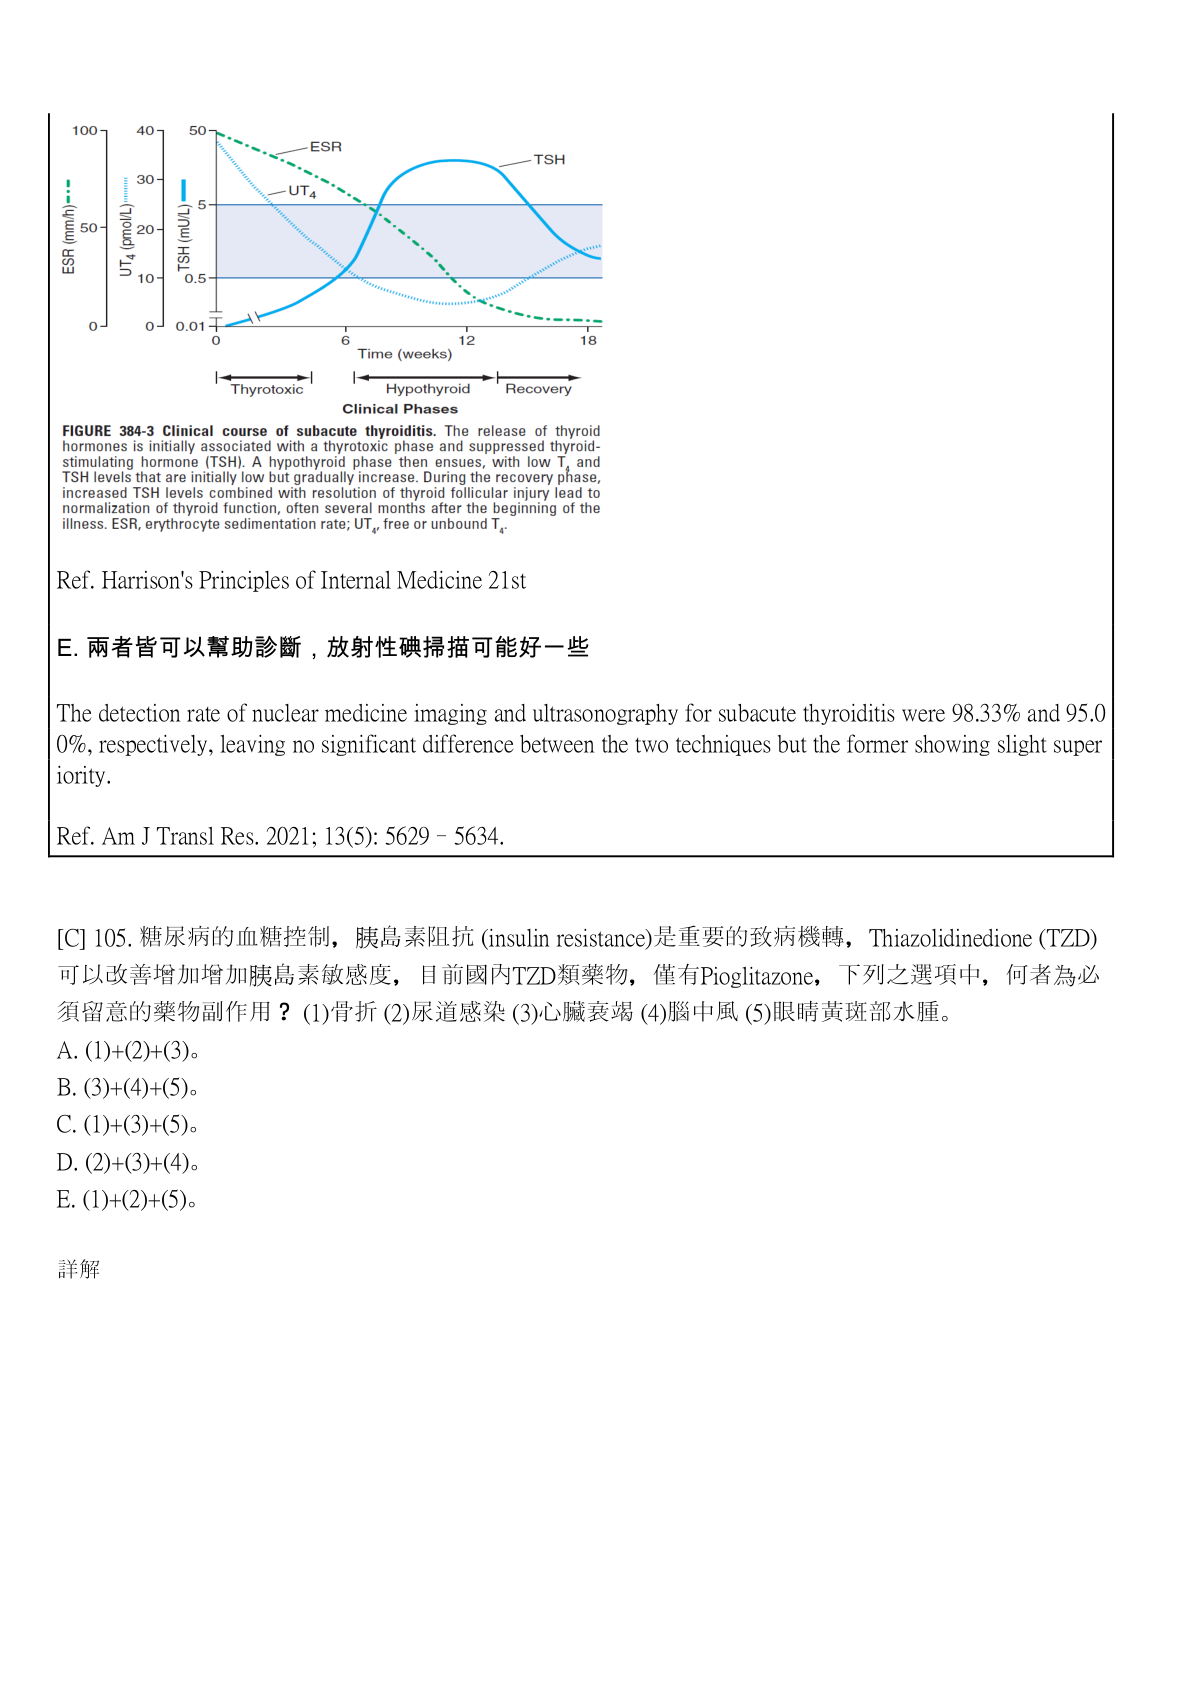 100
40
50
ESR
TSH
30
UT4
5
ESR (mm/h)
50
UT4 (pmol/L)
20
TSH (mU/L)
10
0.5
0
0
0.01
0
6
12
18
Time (weeks)
Thyrotoxic
Hypothyroid
Recovery
Clinical Phases
FIGURE 384-3 Clinical course of subacute thyroiditis. The release of thyroid
hormones is initially associated with a thyrotoxic phase and suppressed thyroid-
stimulating hormone (TSH). A hypothyroid phase then ensues, with low T4 and
TSH levels that are initially low but gradually increase. During the recovery phase,
increased TSH levels combined with resolution of thyroid follicular injury lead to
normalization of thyroid function, often several months after the beginning of the
illness. ESR, erythrocyte sedimentation rate; UT4, free or unbound T4.
Ref. Harrison's Principles of Internal Medicine 21st
E. 兩者皆可以幫助診斷，放射性碘掃描可能好一些
The detection rate of nuclear medicine imaging and ultrasonography for subacute thyroiditis were 98.33% and 95.0
0%, respectively, leaving no significant difference between the two techniques but the former showing slight super
iority.
Ref. Am J Transl Res. 2021; 13(5): 5629–5634.
[C] 105. 糖尿病的血糖控制，胰島素阻抗 (insulin resistance)是重要的致病機轉，Thiazolidinedione (TZD)
可以改善增加增加胰島素敏感度，目前國內TZD類藥物，僅有Pioglitazone，下列之選項中，何者為必
須留意的藥物副作用？ (1)骨折 (2)尿道感染 (3)心臟衰竭 (4)腦中風 (5)眼睛黃斑部水腫。
A. (1)+(2)+(3)。
B. (3)+(4)+(5)。
C. (1)+(3)+(5)。
D. (2)+(3)+(4)。
E. (1)+(2)+(5)。
詳解